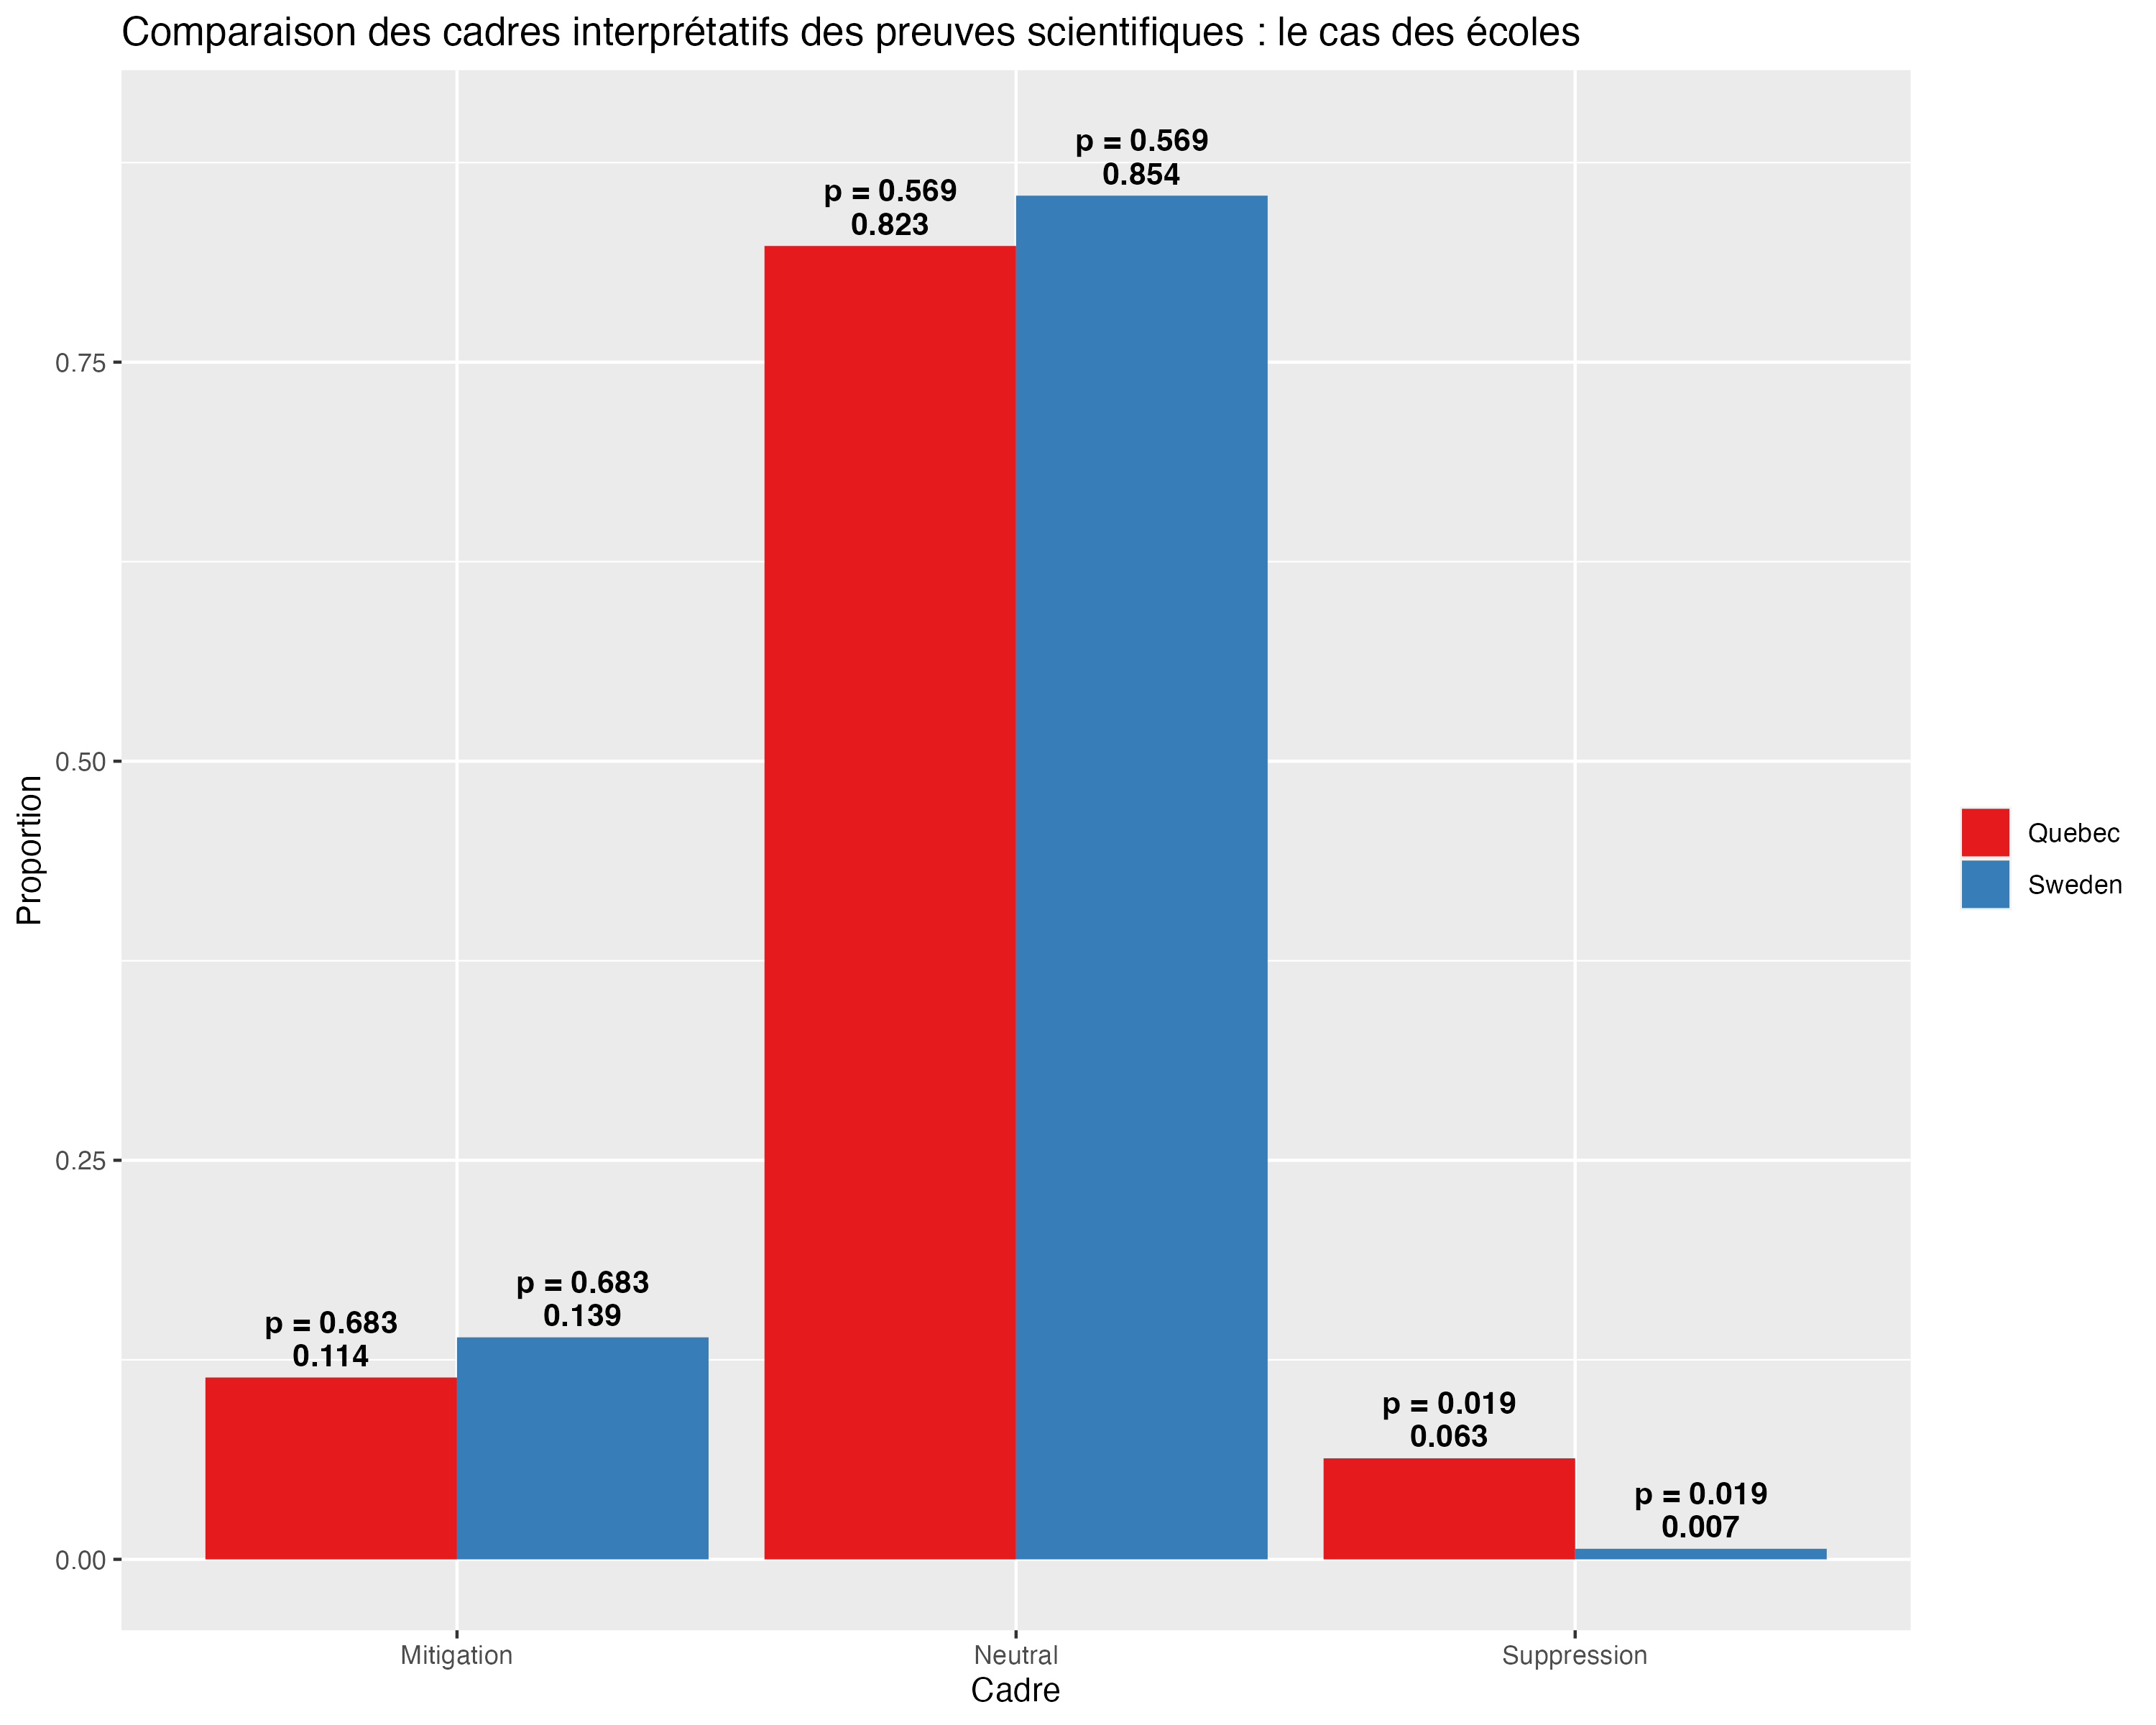 Comparaison des cadres interprétatifs des preuves scientifiques : le cas des écoles
p = 0.569
0.854
p = 0.569
0.823
0.75
0.50
Proportion
Quebec
Sweden
0.25
p = 0.683
0.139
p = 0.683
0.114
p = 0.019
0.063
p = 0.019
0.007
0.00
Mitigation
Neutral
Suppression
Cadre